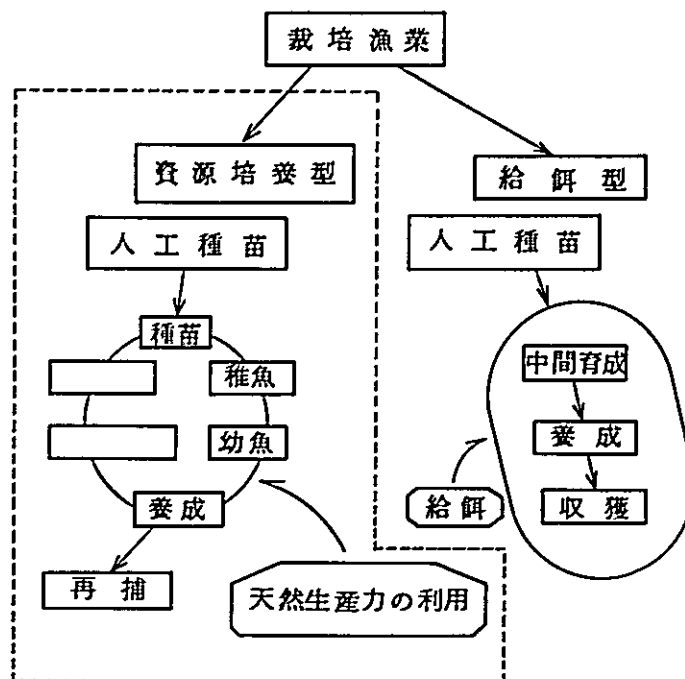 栽培漁業
資源培養型
給餌型
人工種苗
人工種苗
種苗
稚魚
幼魚
養成
再捕
天然生産力の利用
中間育成
養成
収獲
給餌